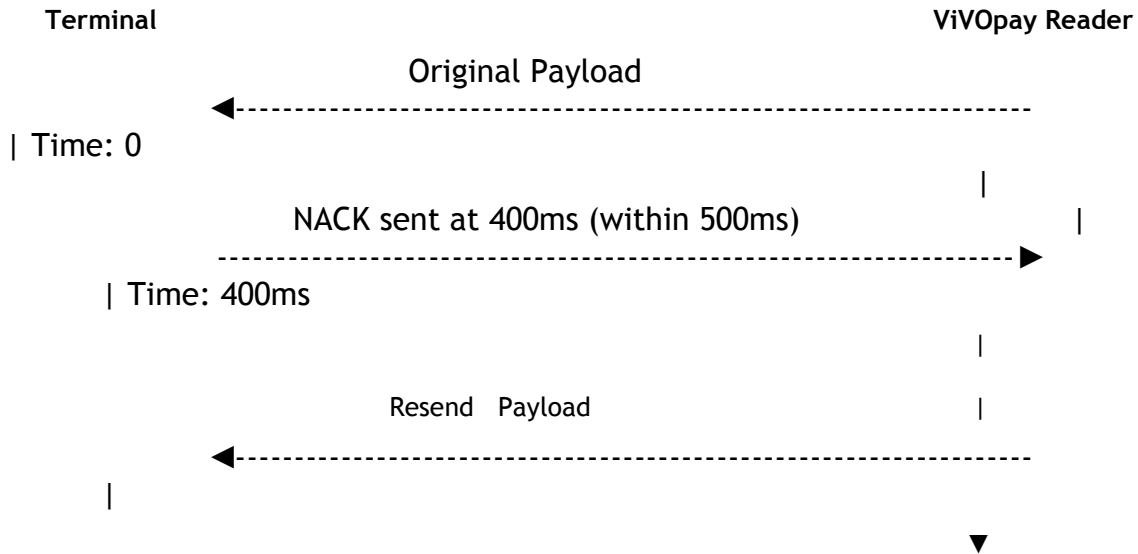 Terminal ViVOpay Reader
Original Payload
◄--------------------------------------------------------------------
| Time: 0
|
NACK sent at 400ms (within 500ms) |
--------------------------------------------------------------------►
| Time: 400ms
|
Resend Payload |
◄--------------------------------------------------------------------
|
▼